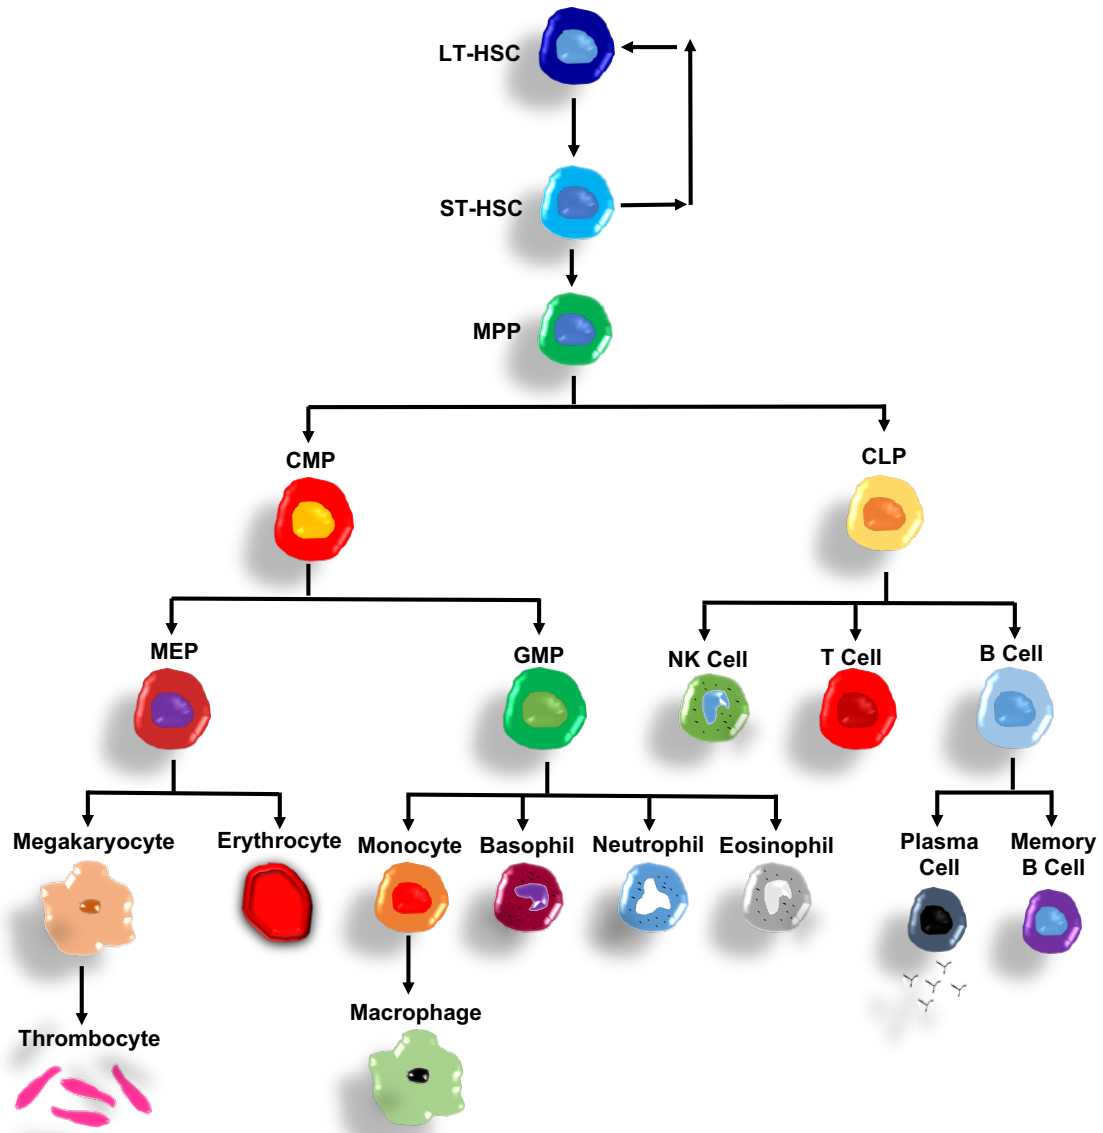 LT-HSC
ST-HSC
MPP
CMP
CLP
MEP
GMP
NK Cell
T Cell
B Cell
Megakaryocyte
Erythrocyte
Monocyte
Basophil
Neutrophil
Eosinophil
Plasma
Cell
Memory
B Cell
Thrombocyte
Macrophage